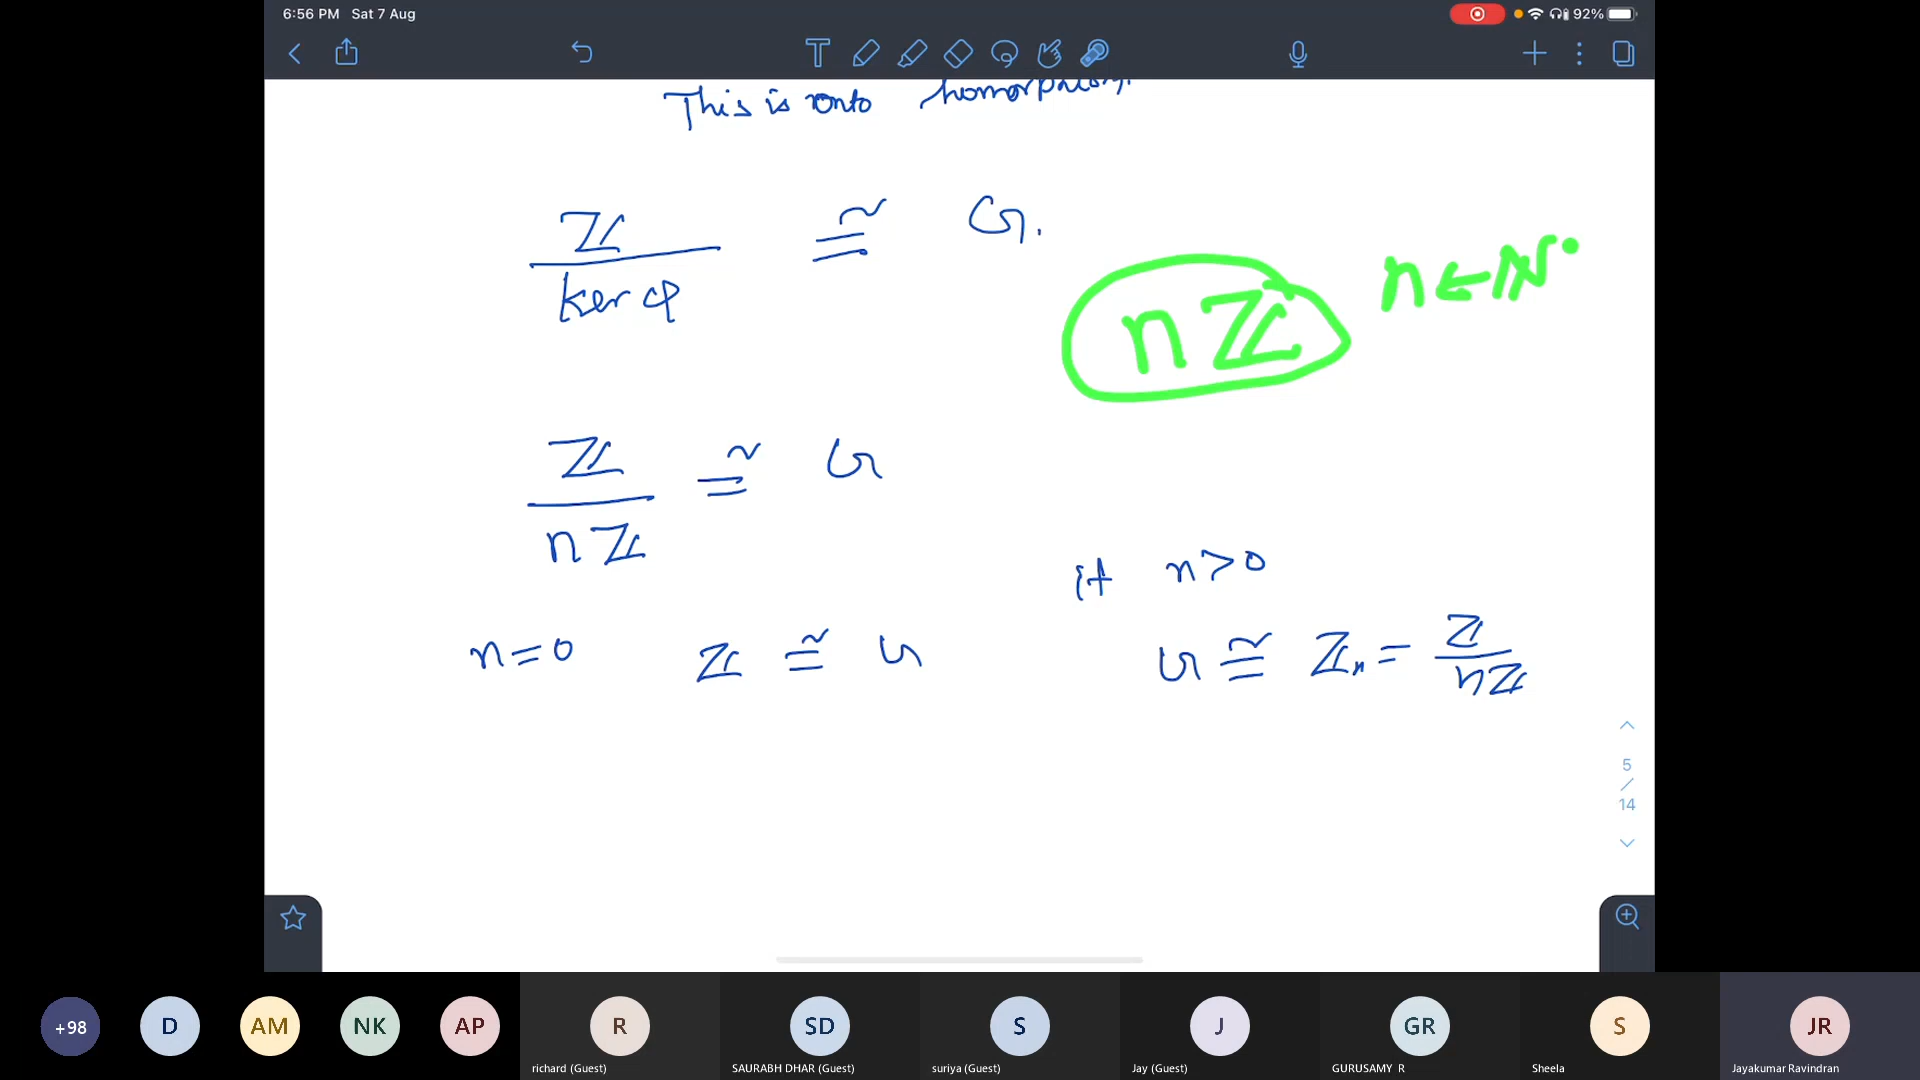 6:56 PM Sat 7 Aug
92%
This is onto homorphism.
ℤ / ker φ ≅ G.
nℤ n ∈ ℕ
ℤ / nℤ ≅ G
if n > 0
n = 0 ℤ ≅ G
G ≅ ℤn = ℤ / nℤ
5
/
14
+98 D AM NK AP R SD S J GR S JR
richard (Guest) SAURABH DHAR (Guest) suriya (Guest) Jay (Guest) GURUSAMY R Sheela Jayakumar Ravindran